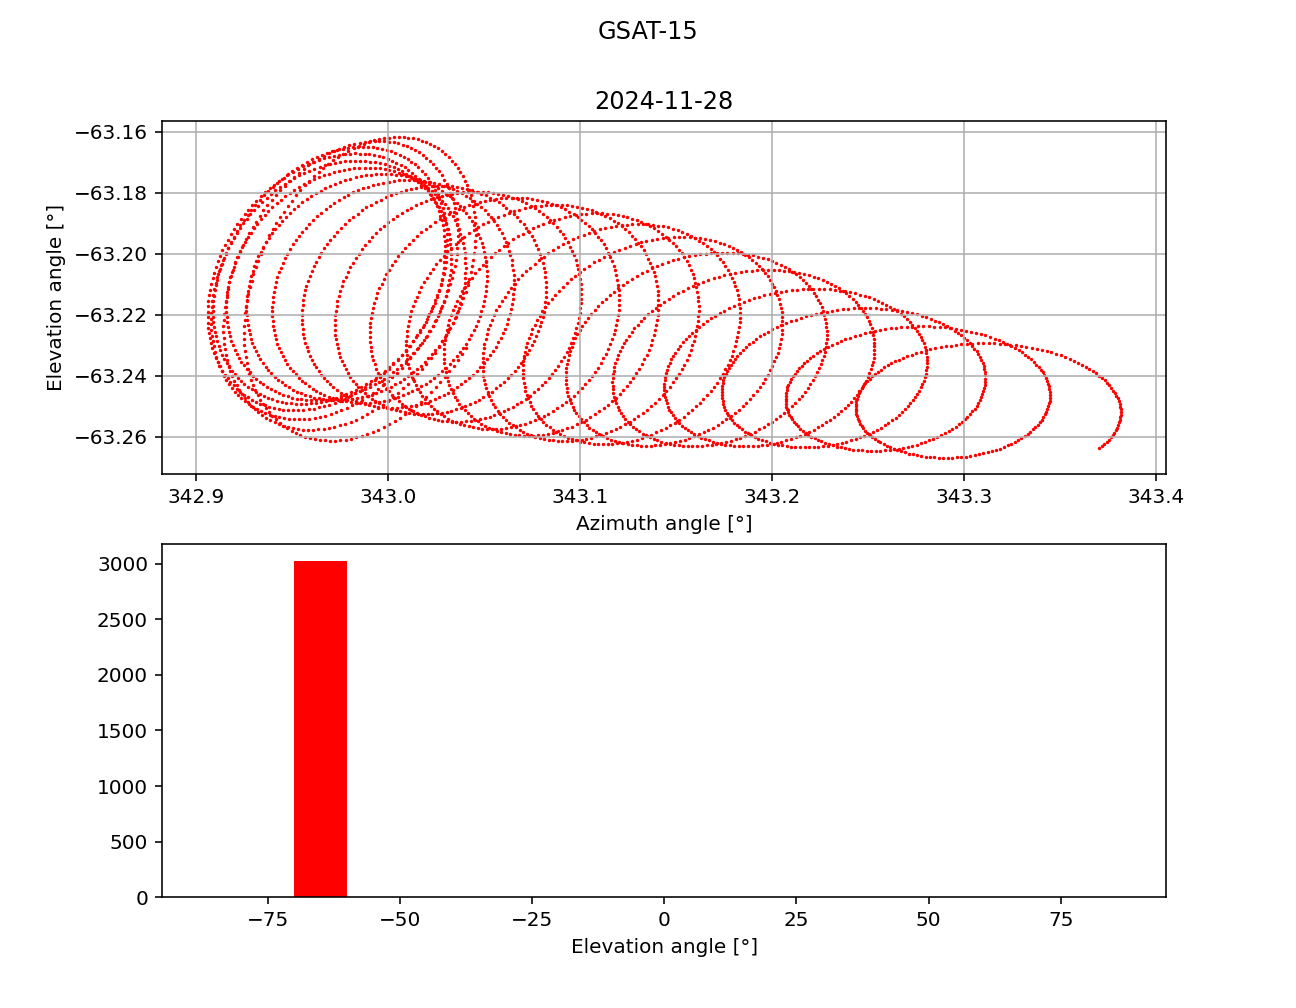 GSAT-15
2024-11-28
−63.16
−63.18
−63.20
−63.22
−63.24
−63.26
Elevation angle [°]
342.9 343.0 343.1 343.2 343.3 343.4
Azimuth angle [°]
3000
2500
2000
1500
1000
500
0
−75 −50 −25 0 25 50 75
Elevation angle [°]